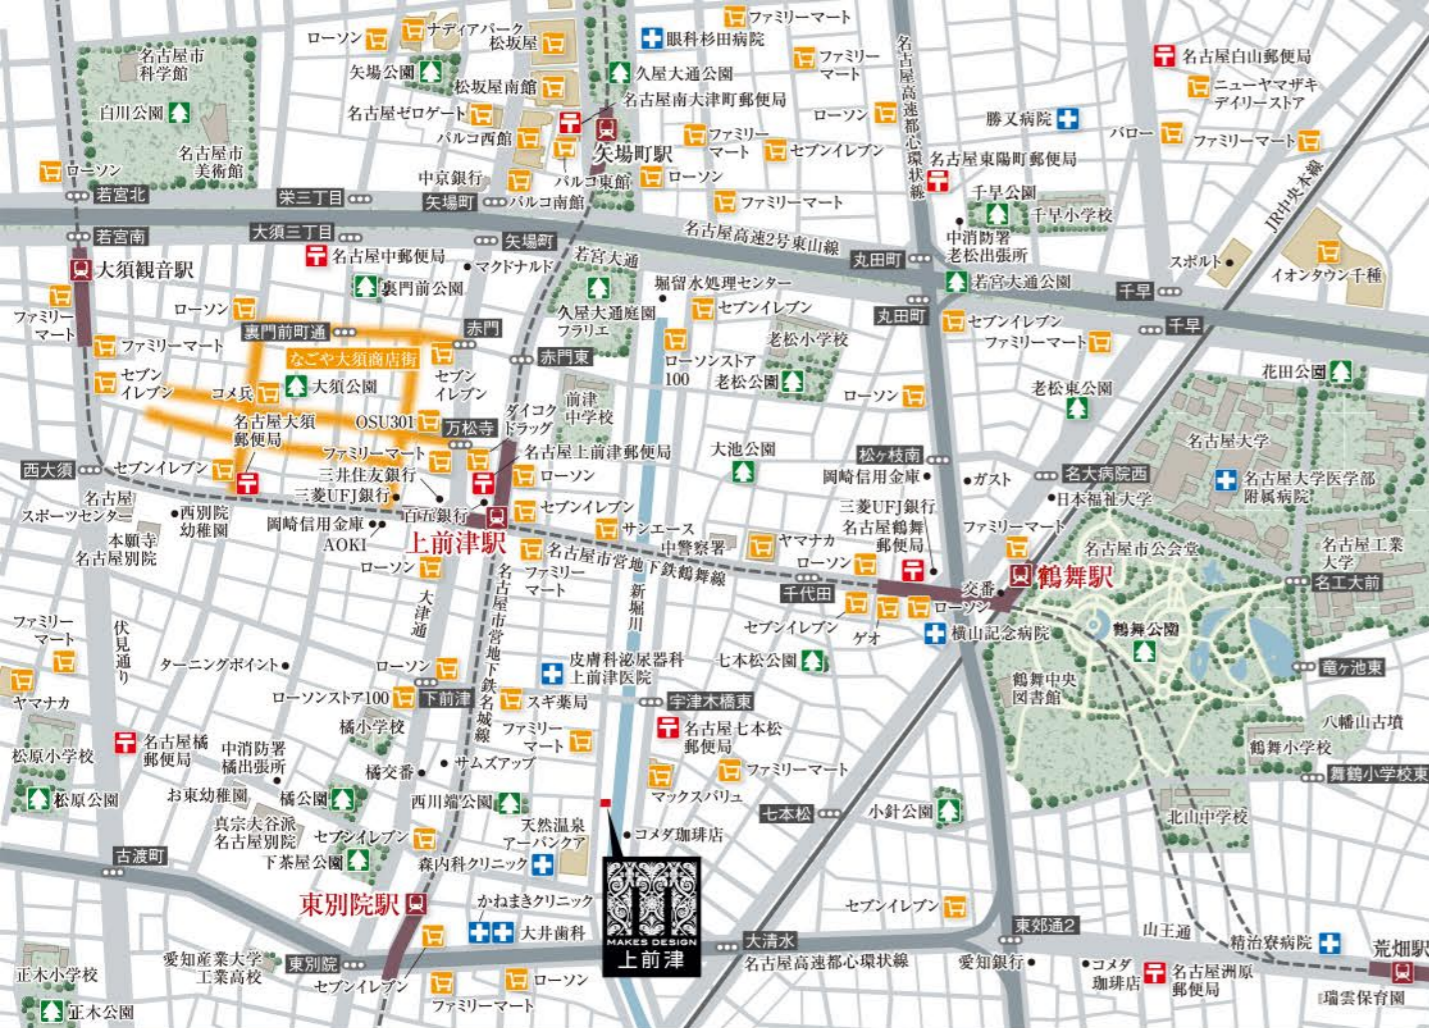 ローソン
ナディアパーク
松坂屋
ファミリーマート
眼科杉田病院
ファミリー
マート
名古屋高速都心環状線
名古屋白山郵便局
ニューヤマザキ
デイリーストア
名古屋市
科学館
矢場公園
松坂屋南館
久屋大通公園
白川公園
名古屋ゼロゲート
名古屋南大津町郵便局
ローソン
勝又病院
バロー
ファミリーマート
パルコ西館
ファミリー
マート
セブンイレブン
矢場町駅
名古屋市
美術館
名古屋東陽町郵便局
JR中央本線
ローソン
中京銀行
パルコ東館
ローソン
千早公園
千早小学校
若宮北
栄三丁目
矢場町
パルコ南館
ファミリーマート
若宮南
大須三丁目
矢場町
名古屋高速2号東山線
中消防署
老松出張所
大須観音駅
名古屋中郵便局
マクドナルド
若宮大通
丸田町
スポルト
イオンタウン千種
裏門前公園
堀留水処理センター
若宮大通公園
千早
ファミリー
マート
ローソン
久屋大通庭園
フラリエ
セブンイレブン
丸田町
セブンイレブン
千早
裏門前町通
赤門
ファミリーマート
ファミリーマート
なごや大須商店街
赤門東
ローソンストア
100
老松小学校
花田公園
セブン
イレブン
コメ兵
大須公園
セブン
イレブン
老松公園
ローソン
老松東公園
名古屋大須
郵便局
OSU301
万松寺
ダイコク
ドラッグ
前津
中学校
名古屋大学
ファミリーマート
名古屋上前津郵便局
大池公園
松ヶ枝南
西大須
セブンイレブン
三井住友銀行
ローソン
岡崎信用金庫
ガスト
名大病院西
名古屋大学医学部
附属病院
名古屋
スポーツセンター
西別院
幼稚園
三菱UFJ銀行
百五銀行
セブンイレブン
三菱UFJ銀行
日本福祉大学
岡崎信用金庫
AOKI
サンエース
名古屋鶴舞
郵便局
ファミリーマート
本願寺
名古屋別院
上前津駅
中警察署
ヤマナカ
名古屋市公会堂
名古屋工業
大学
ローソン
ファミリー
マート
名古屋市営地下鉄鶴舞線
ローソン
鶴舞駅
名工大前
大津通
名古屋市営地下鉄名城線
新堀川
千代田
交番
ローソン
ファミリー
マート
伏見通り
セブンイレブン
ゲオ
横山記念病院
鶴舞公園
ターニングポイント
ローソン
皮膚科泌尿器科
上前津医院
七本松公園
竜ヶ池東
ヤマナカ
ローソンストア100
下前津
スギ薬局
宇津木橋東
鶴舞中央
図書館
橘小学校
ファミリー
マート
名古屋七本松
郵便局
八幡山古墳
松原小学校
名古屋橘
郵便局
中消防署
橘出張所
鶴舞小学校
橘交番
サムズアップ
ファミリーマート
舞鶴小学校東
松原公園
お東幼稚園
橘公園
西川端公園
マックスバリュ
七本松
小針公園
北山中学校
真宗大谷派
名古屋別院
セブンイレブン
天然温泉
アーバンクア
コメダ珈琲店
古渡町
下茶屋公園
森内科クリニック
東別院駅
かねまきクリニック
MAKES DESIGN
上前津
セブンイレブン
大井歯科
大清水
東郊通2
山王通
精治寮病院
荒畑駅
愛知産業大学
工業高校
東別院
名古屋高速都心環状線
愛知銀行
コメダ
珈琲店
名古屋洲原
郵便局
正木小学校
セブンイレブン
ローソン
ファミリーマート
瑞雲保育園
正木公園